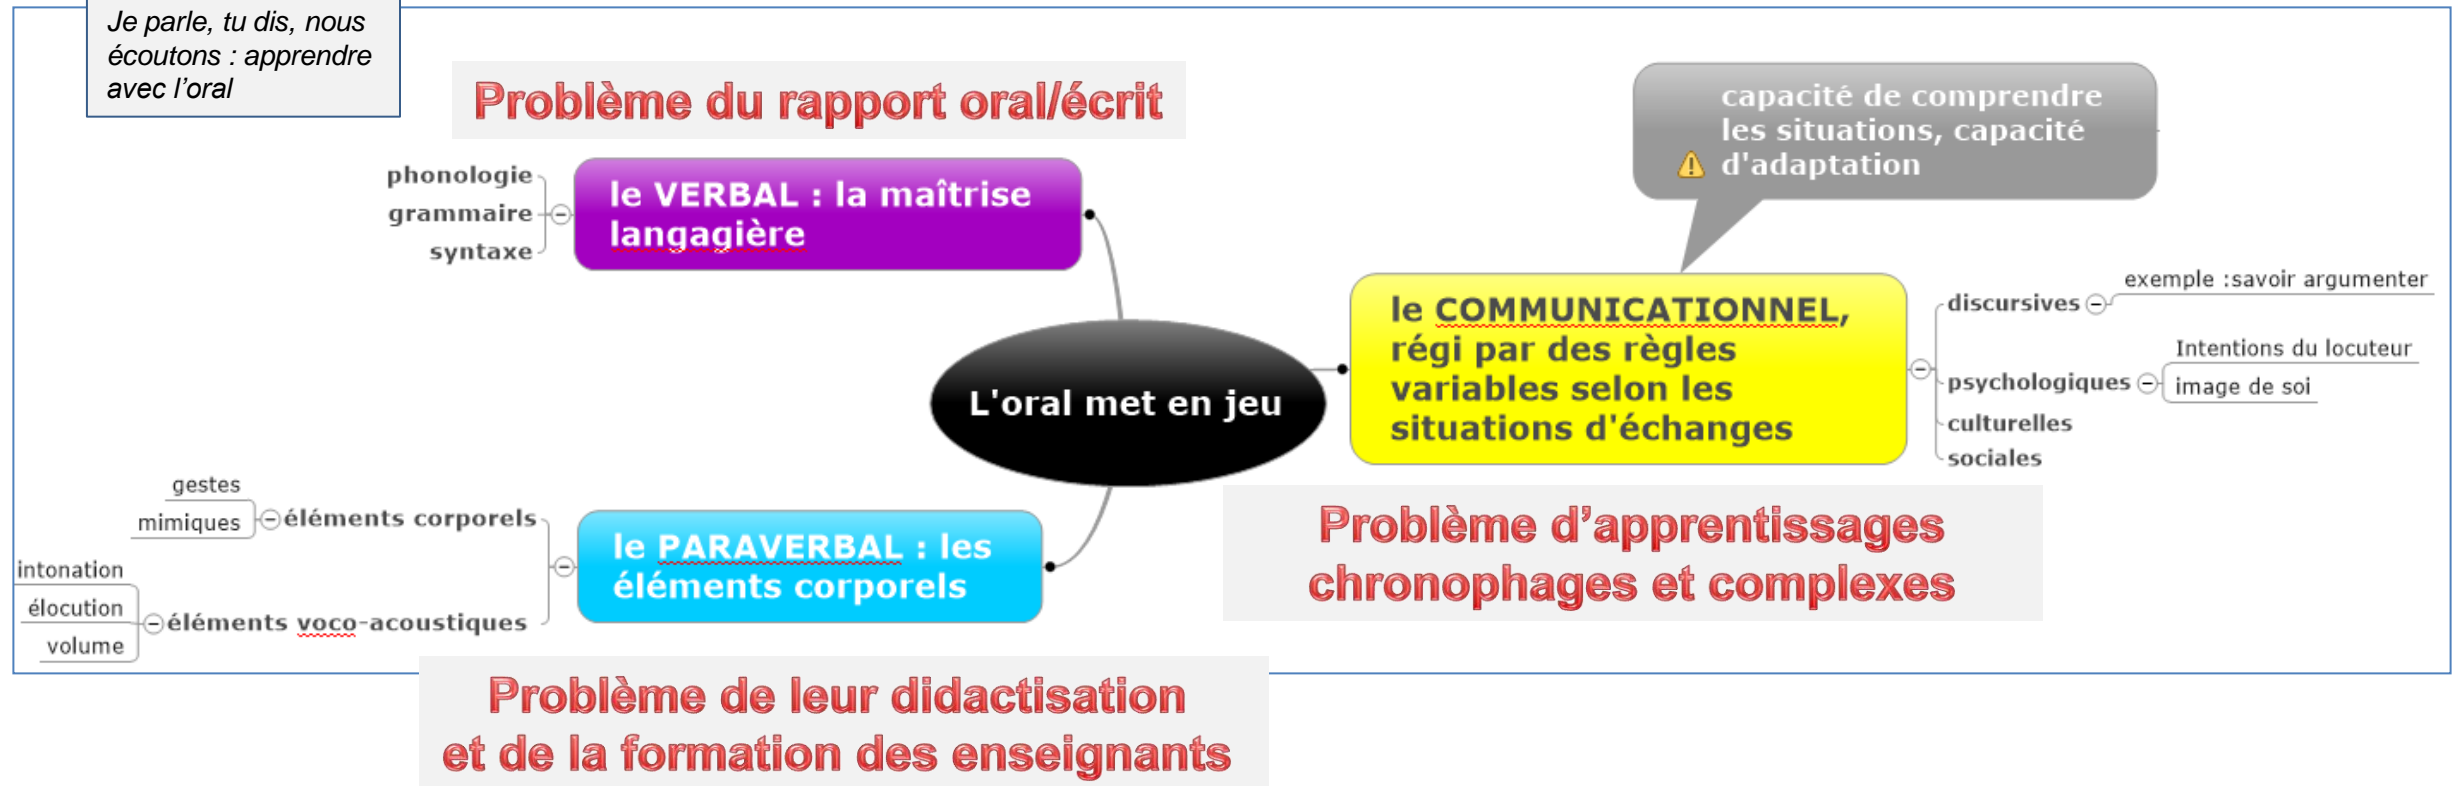 Je parle, tu dis, nous
écoutons : apprendre
avec l’oral
Problème du rapport oral/écrit
capacité de comprendre
les situations, capacité
d'adaptation
phonologie
grammaire
syntaxe
le VERBAL : la maîtrise
langagière
L'oral met en jeu
le COMMUNICATIONNEL,
régi par des règles
variables selon les
situations d'échanges
discursives
exemple :savoir argumenter
psychologiques
Intentions du locuteur
image de soi
culturelles
sociales
gestes
mimiques
éléments corporels
intonation
élocution
volume
éléments voco-acoustiques
le PARAVERBAL : les
éléments corporels
Problème d’apprentissages
chronophages et complexes
Problème de leur didactisation
et de la formation des enseignants